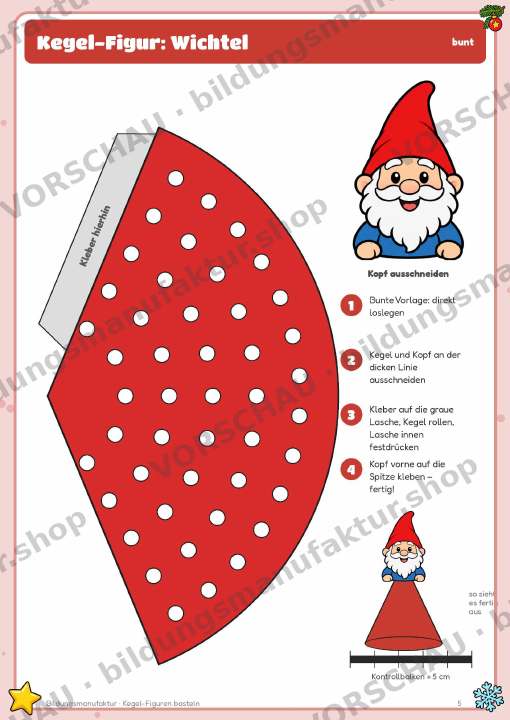 Kegel-Figur: Wichtel
bunt
Kleber hierhin
Kopf ausschneiden
1 Bunte Vorlage: direkt
loslegen
2 Kegel und Kopf an der
dicken Linie
ausschneiden
3 Kleber auf die graue
Lasche, Kegel rollen,
Lasche innen
festdrücken
4 Kopf vorne auf die
Spitze kleben –
fertig!
so sieht
es fertig
aus
Kontrollbalken = 5 cm
Bildungsmanufaktur · Kegel-Figuren basteln
5
VORSCHAU · bildungsmanufaktur.shop